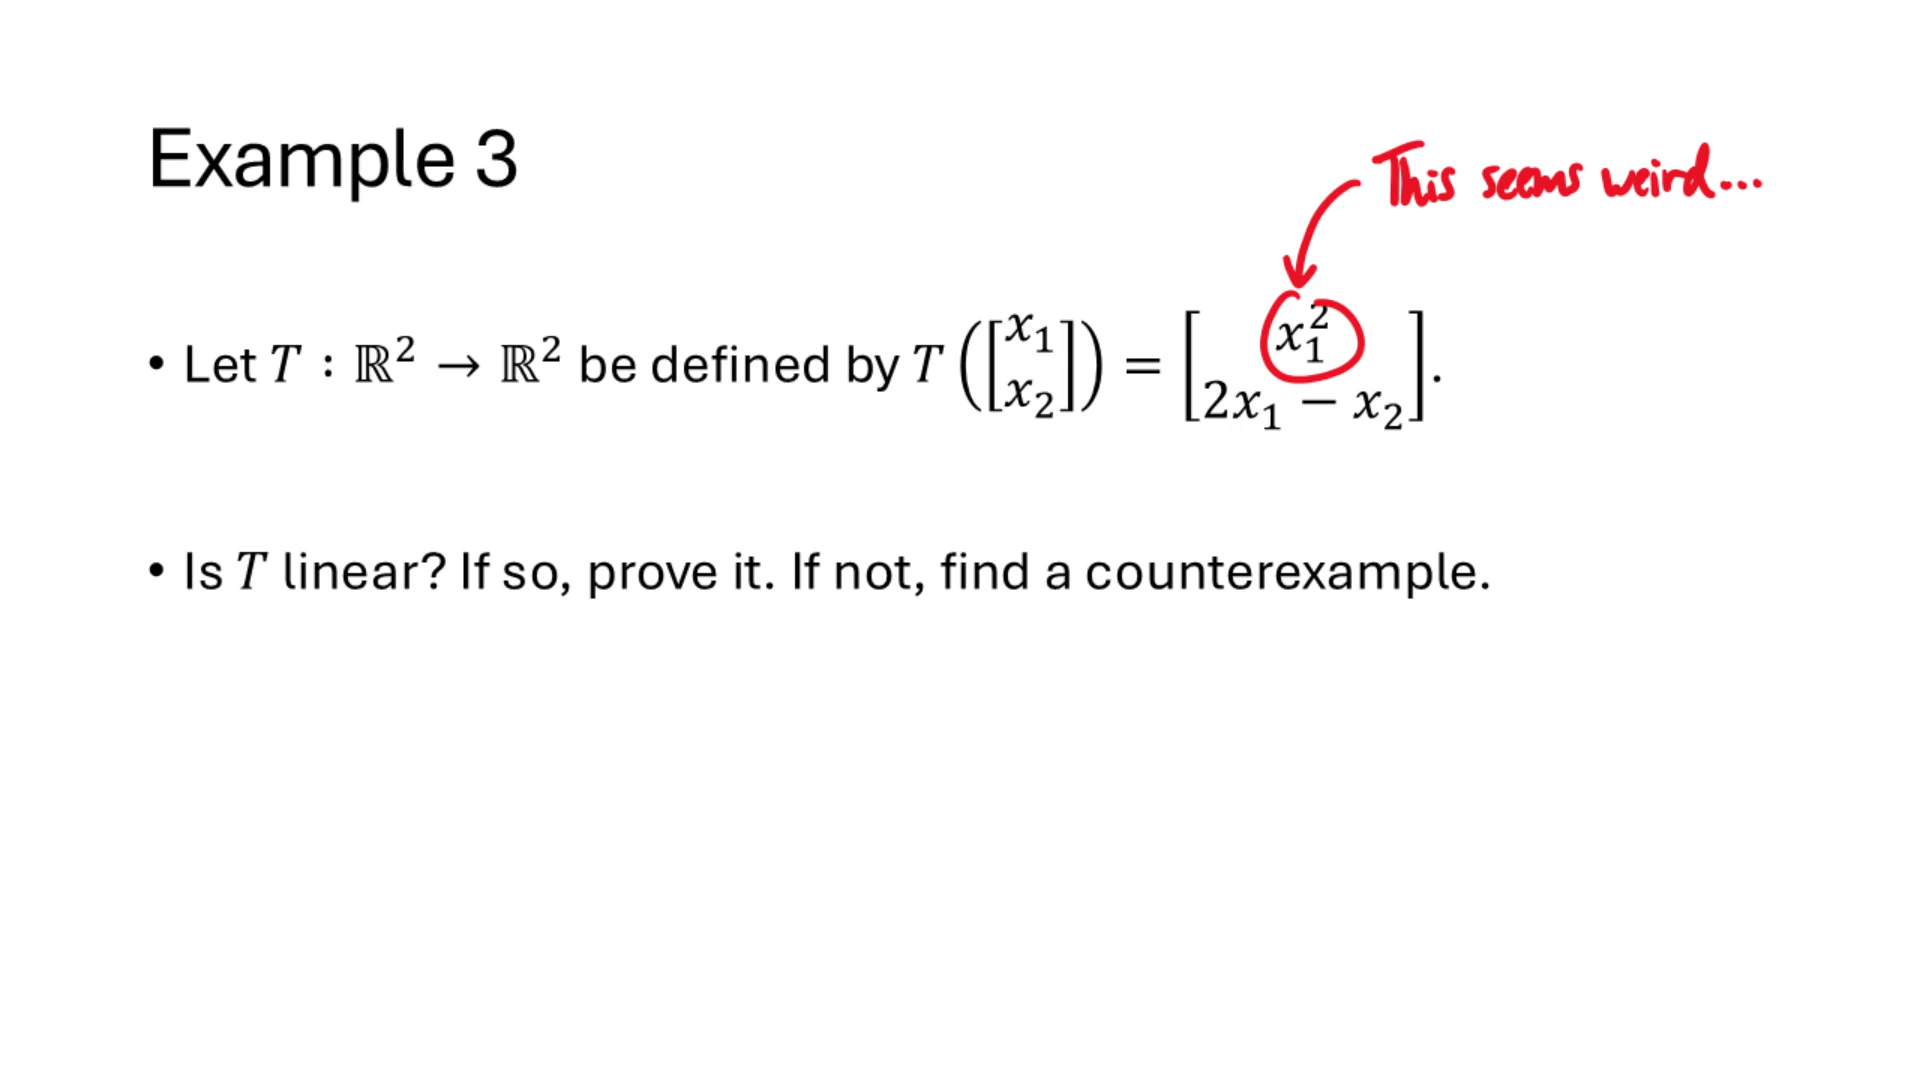 Example 3
This seems weird...
• Let 𝑇 : ℝ² → ℝ² be defined by 𝑇([x₁ x₂]) = [x₁² 2x₁ − x₂].
• Is 𝑇 linear? If so, prove it. If not, find a counterexample.